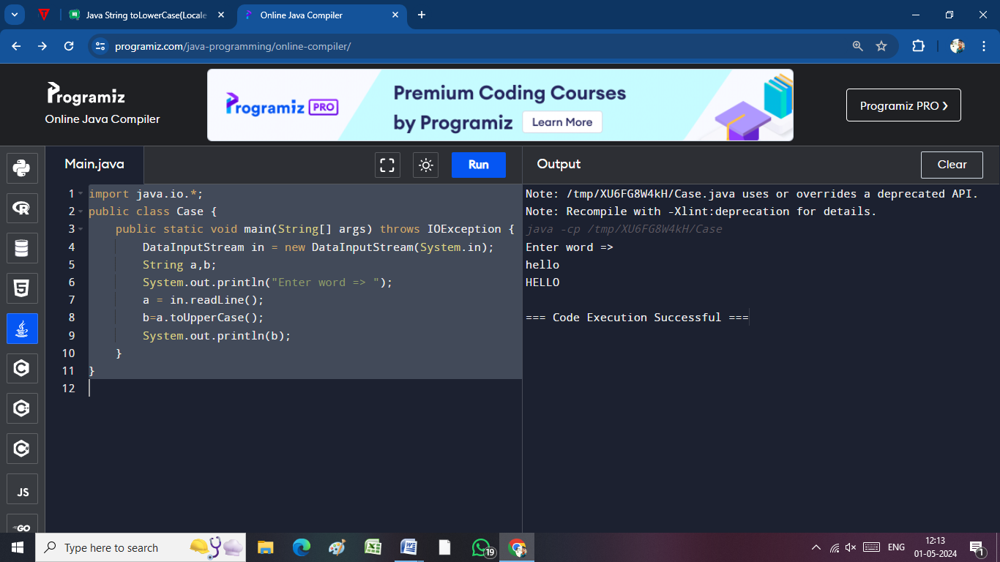 Java String toLowerCase(Locale
Online Java Compiler
programiz.com/java-programming/online-compiler/
Programiz
Online Java Compiler
Programiz PRO
Premium Coding Courses
by Programiz
Learn More
Programiz PRO ❯
Main.java
Run
Output
Clear
1 import java.io.*;
2 public class Case {
3     public static void main(String[] args) throws IOException {
4         DataInputStream in = new DataInputStream(System.in);
5         String a,b;
6         System.out.println("Enter word => ");
7         a = in.readLine();
8         b=a.toUpperCase();
9         System.out.println(b);
10     }
11 }
12
Note: /tmp/XU6FG8W4kH/Case.java uses or overrides a deprecated API.
Note: Recompile with -Xlint:deprecation for details.
java -cp /tmp/XU6FG8W4kH/Case
Enter word =>
hello
HELLO
=== Code Execution Successful ===
JS
GO
Type here to search
19
ENG
12:13
01-05-2024
1